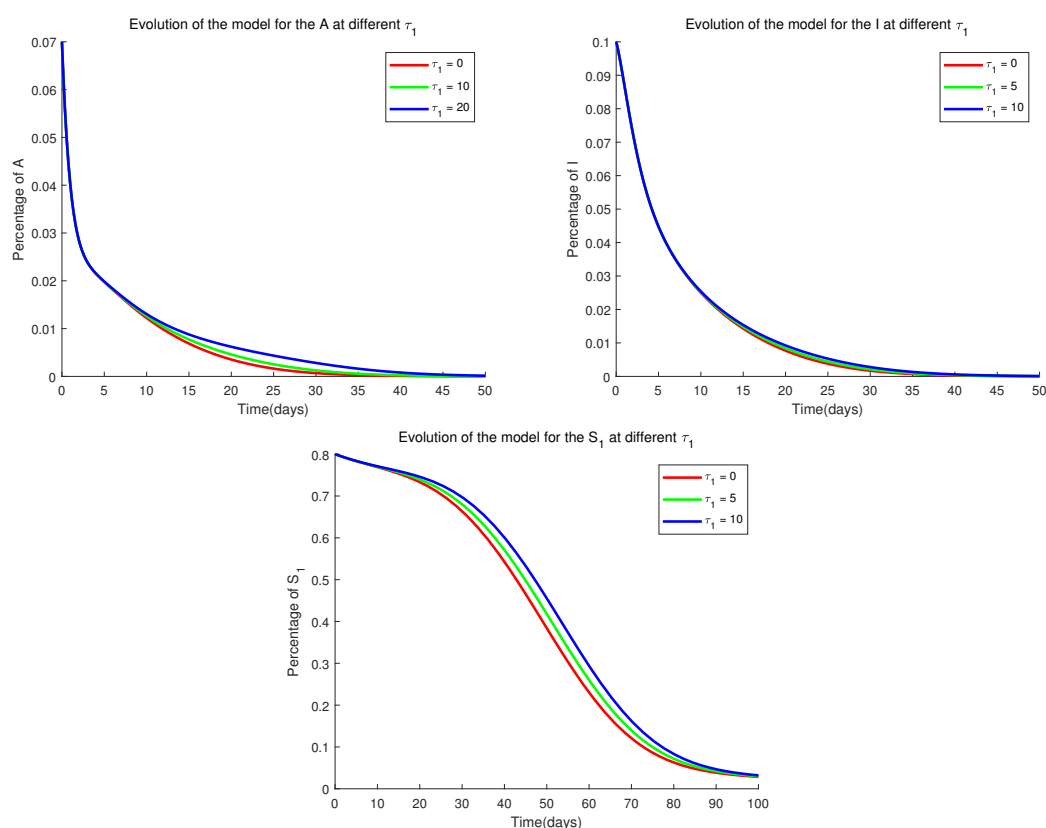 Evolution of the model for the A at different τ₁
0.07
0.06
0.05
0.04
0.03
0.02
0.01
0
Percentage of A
τ₁ = 0
τ₁ = 10
τ₁ = 20
0 5 10 15 20 25 30 35 40 45 50
Time(days)
Evolution of the model for the I at different τ₁
0.1
0.09
0.08
0.07
0.06
0.05
0.04
0.03
0.02
0.01
0
Percentage of I
τ₁ = 0
τ₁ = 5
τ₁ = 10
0 5 10 15 20 25 30 35 40 45 50
Time(days)
Evolution of the model for the S₁ at different τ₁
0.8
0.7
0.6
0.5
0.4
0.3
0.2
0.1
0
Percentage of S₁
τ₁ = 0
τ₁ = 5
τ₁ = 10
0 10 20 30 40 50 60 70 80 90 100
Time(days)